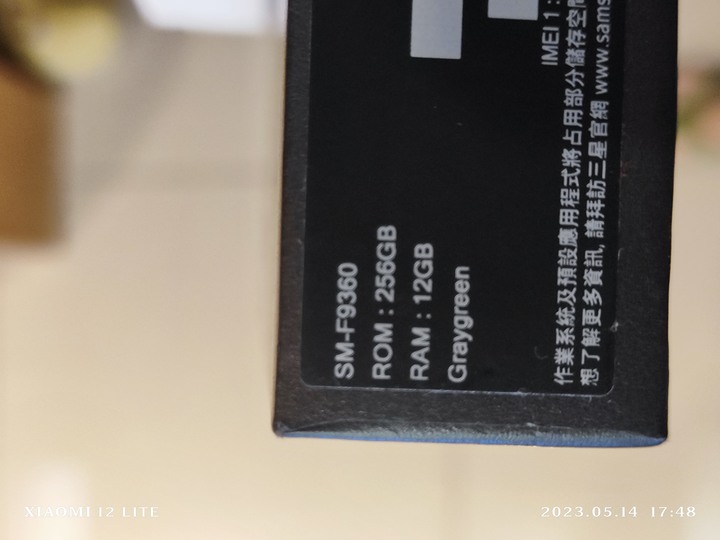 SM-F9360
ROM : 256GB
RAM : 12GB
Graygreen
IMEI 1 :
作業系統及預設應用程式將占用部分儲存空間
想了解更多資訊, 請拜訪三星官網 www.sams
XIAOMI 12 LITE
2023.05.14 17:48